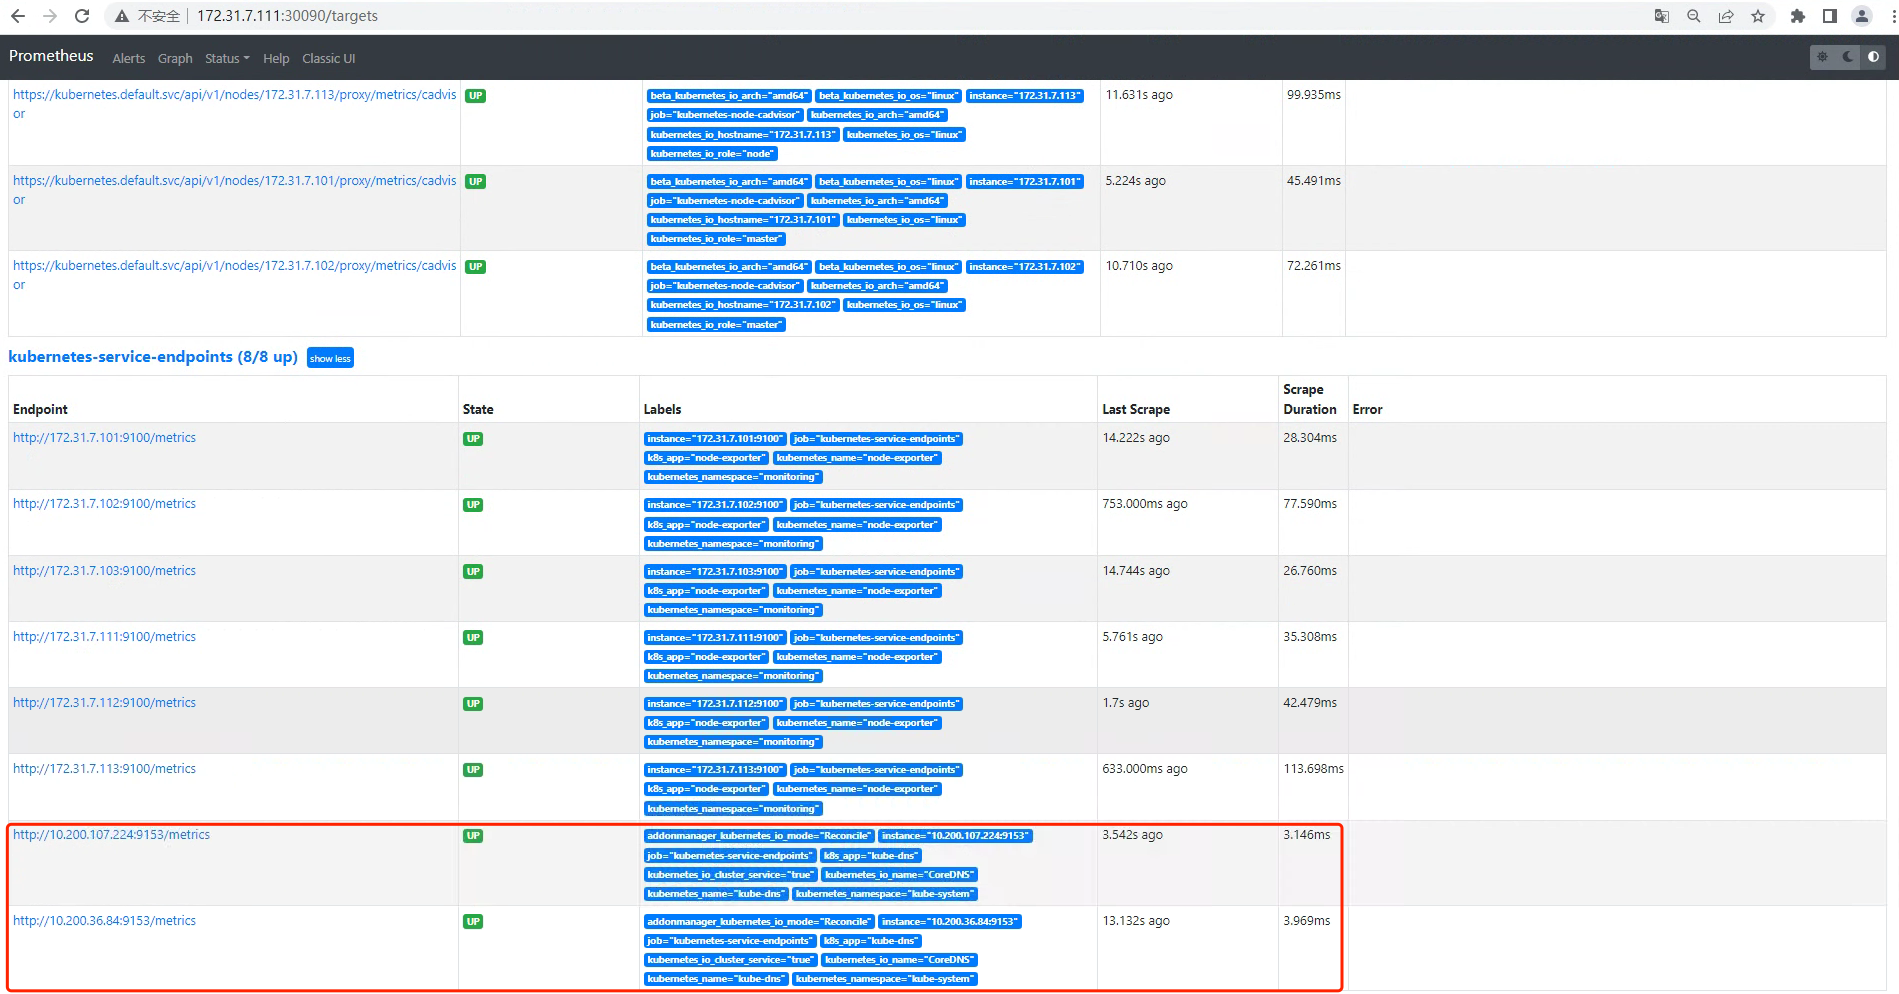 不安全 172.31.7.111:30090/targets
Prometheus Alerts Graph Status Help Classic UI
https://kubernetes.default.svc/api/v1/nodes/172.31.7.113/proxy/metrics/cadvis UP beta_kubernetes_io_arch="amd64" beta_kubernetes_io_os="linux" instance="172.31.7.113" 11.631s ago 99.935ms
or job="kubernetes-node-cadvisor" kubernetes_io_arch="amd64"
kubernetes_io_hostname="172.31.7.113" kubernetes_io_os="linux"
kubernetes_io_role="node"
https://kubernetes.default.svc/api/v1/nodes/172.31.7.101/proxy/metrics/cadvis UP beta_kubernetes_io_arch="amd64" beta_kubernetes_io_os="linux" instance="172.31.7.101" 5.224s ago 45.491ms
or job="kubernetes-node-cadvisor" kubernetes_io_arch="amd64"
kubernetes_io_hostname="172.31.7.101" kubernetes_io_os="linux"
kubernetes_io_role="master"
https://kubernetes.default.svc/api/v1/nodes/172.31.7.102/proxy/metrics/cadvis UP beta_kubernetes_io_arch="amd64" beta_kubernetes_io_os="linux" instance="172.31.7.102" 10.710s ago 72.261ms
or job="kubernetes-node-cadvisor" kubernetes_io_arch="amd64"
kubernetes_io_hostname="172.31.7.102" kubernetes_io_os="linux"
kubernetes_io_role="master"
kubernetes-service-endpoints (8/8 up) show less
Endpoint State Labels Last Scrape Scrape Duration Error
http://172.31.7.101:9100/metrics UP instance="172.31.7.101:9100" job="kubernetes-service-endpoints" 14.222s ago 28.304ms
k8s_app="node-exporter" kubernetes_name="node-exporter"
kubernetes_namespace="monitoring"
http://172.31.7.102:9100/metrics UP instance="172.31.7.102:9100" job="kubernetes-service-endpoints" 753.000ms ago 77.590ms
k8s_app="node-exporter" kubernetes_name="node-exporter"
kubernetes_namespace="monitoring"
http://172.31.7.103:9100/metrics UP instance="172.31.7.103:9100" job="kubernetes-service-endpoints" 14.744s ago 26.760ms
k8s_app="node-exporter" kubernetes_name="node-exporter"
kubernetes_namespace="monitoring"
http://172.31.7.111:9100/metrics UP instance="172.31.7.111:9100" job="kubernetes-service-endpoints" 5.761s ago 35.308ms
k8s_app="node-exporter" kubernetes_name="node-exporter"
kubernetes_namespace="monitoring"
http://172.31.7.112:9100/metrics UP instance="172.31.7.112:9100" job="kubernetes-service-endpoints" 1.7s ago 42.479ms
k8s_app="node-exporter" kubernetes_name="node-exporter"
kubernetes_namespace="monitoring"
http://172.31.7.113:9100/metrics UP instance="172.31.7.113:9100" job="kubernetes-service-endpoints" 633.000ms ago 113.698ms
k8s_app="node-exporter" kubernetes_name="node-exporter"
kubernetes_namespace="monitoring"
http://10.200.107.224:9153/metrics UP addonmanager_kubernetes_io_mode="Reconcile" instance="10.200.107.224:9153" 3.542s ago 3.146ms
job="kubernetes-service-endpoints" k8s_app="kube-dns"
kubernetes_io_cluster_service="true" kubernetes_io_name="CoreDNS"
kubernetes_name="kube-dns" kubernetes_namespace="kube-system"
http://10.200.36.84:9153/metrics UP addonmanager_kubernetes_io_mode="Reconcile" instance="10.200.36.84:9153" 13.132s ago 3.969ms
job="kubernetes-service-endpoints" k8s_app="kube-dns"
kubernetes_io_cluster_service="true" kubernetes_io_name="CoreDNS"
kubernetes_name="kube-dns" kubernetes_namespace="kube-system"